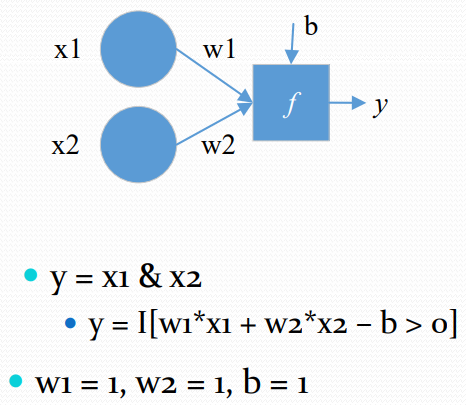 b
x1 w1
f y
x2 w2
y = x1 & x2
y = I[w1*x1 + w2*x2 – b > 0]
w1 = 1, w2 = 1, b = 1